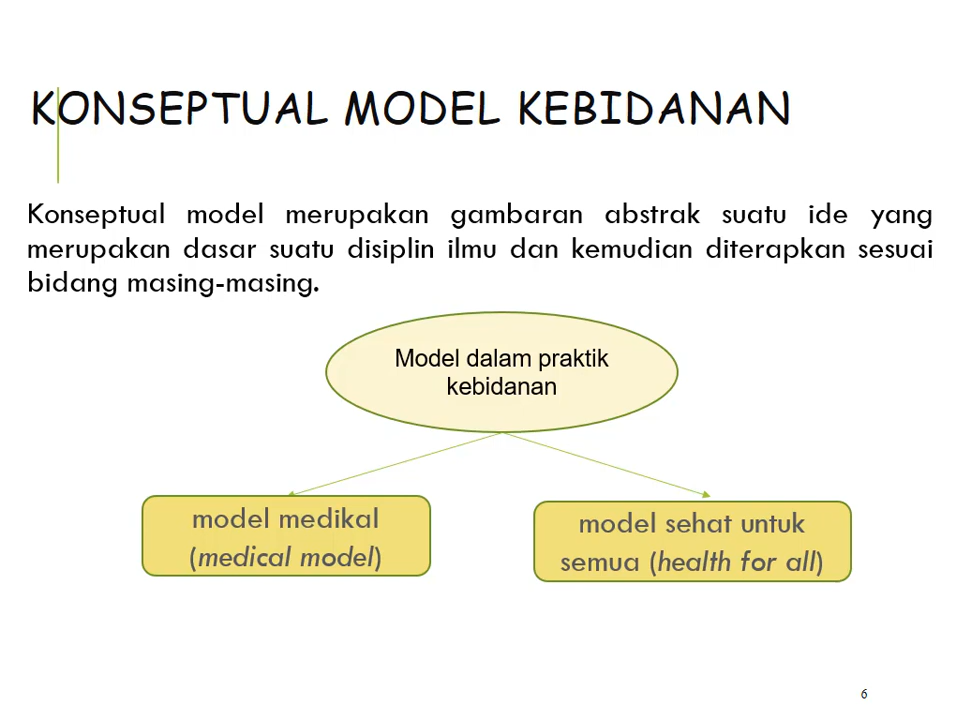 KONSEPTUAL MODEL KEBIDANAN
Konseptual model merupakan gambaran abstrak suatu ide yang
merupakan dasar suatu disiplin ilmu dan kemudian diterapkan sesuai
bidang masing-masing.
Model dalam praktik
kebidanan
model medikal
(medical model)
model sehat untuk
semua (health for all)
6